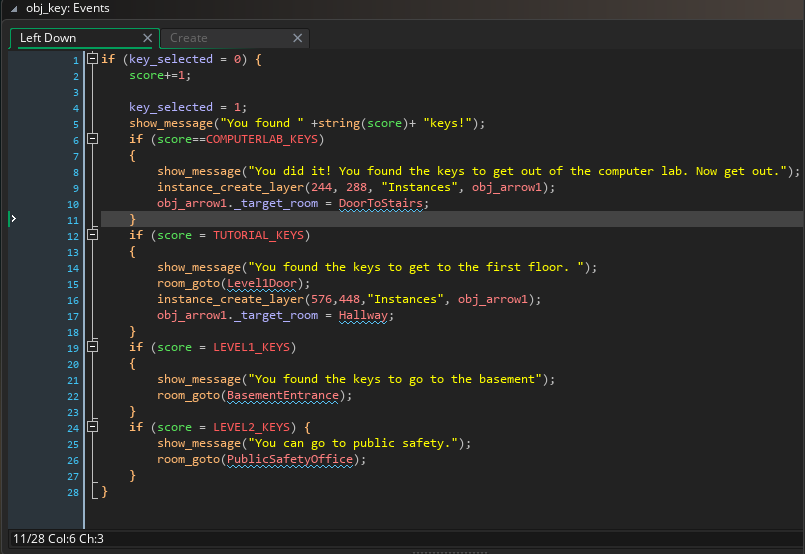 obj_key: Events
Left Down
Create
1 if (key_selected = 0) {
2 score+=1;
3
4 key_selected = 1;
5 show_message("You found " +string(score)+ "keys!");
6 if (score==COMPUTERLAB_KEYS)
7 {
8 show_message("You did it! You found the keys to get out of the computer lab. Now get out.");
9 instance_create_layer(244, 288, "Instances", obj_arrow1);
10 obj_arrow1._target_room = DoorToStairs;
11 }
12 if (score = TUTORIAL_KEYS)
13 {
14 show_message("You found the keys to get to the first floor. ");
15 room_goto(Level1Door);
16 instance_create_layer(576,448,"Instances", obj_arrow1);
17 obj_arrow1._target_room = Hallway;
18 }
19 if (score = LEVEL1_KEYS)
20 {
21 show_message("You found the keys to go to the basement");
22 room_goto(BasementEntrance);
23 }
24 if (score = LEVEL2_KEYS) {
25 show_message("You can go to public safety.");
26 room_goto(PublicSafetyOffice);
27 }
28 }
11/28 Col:6 Ch:3